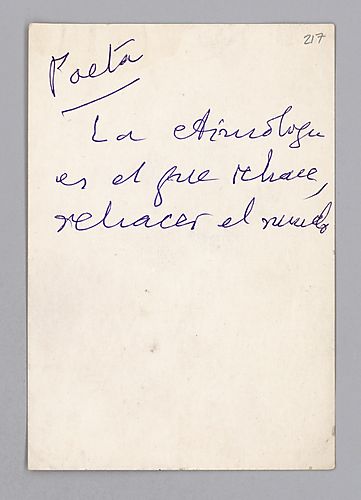 217
Poeta
La etimología
es el que rehace,
rehacer el mundo